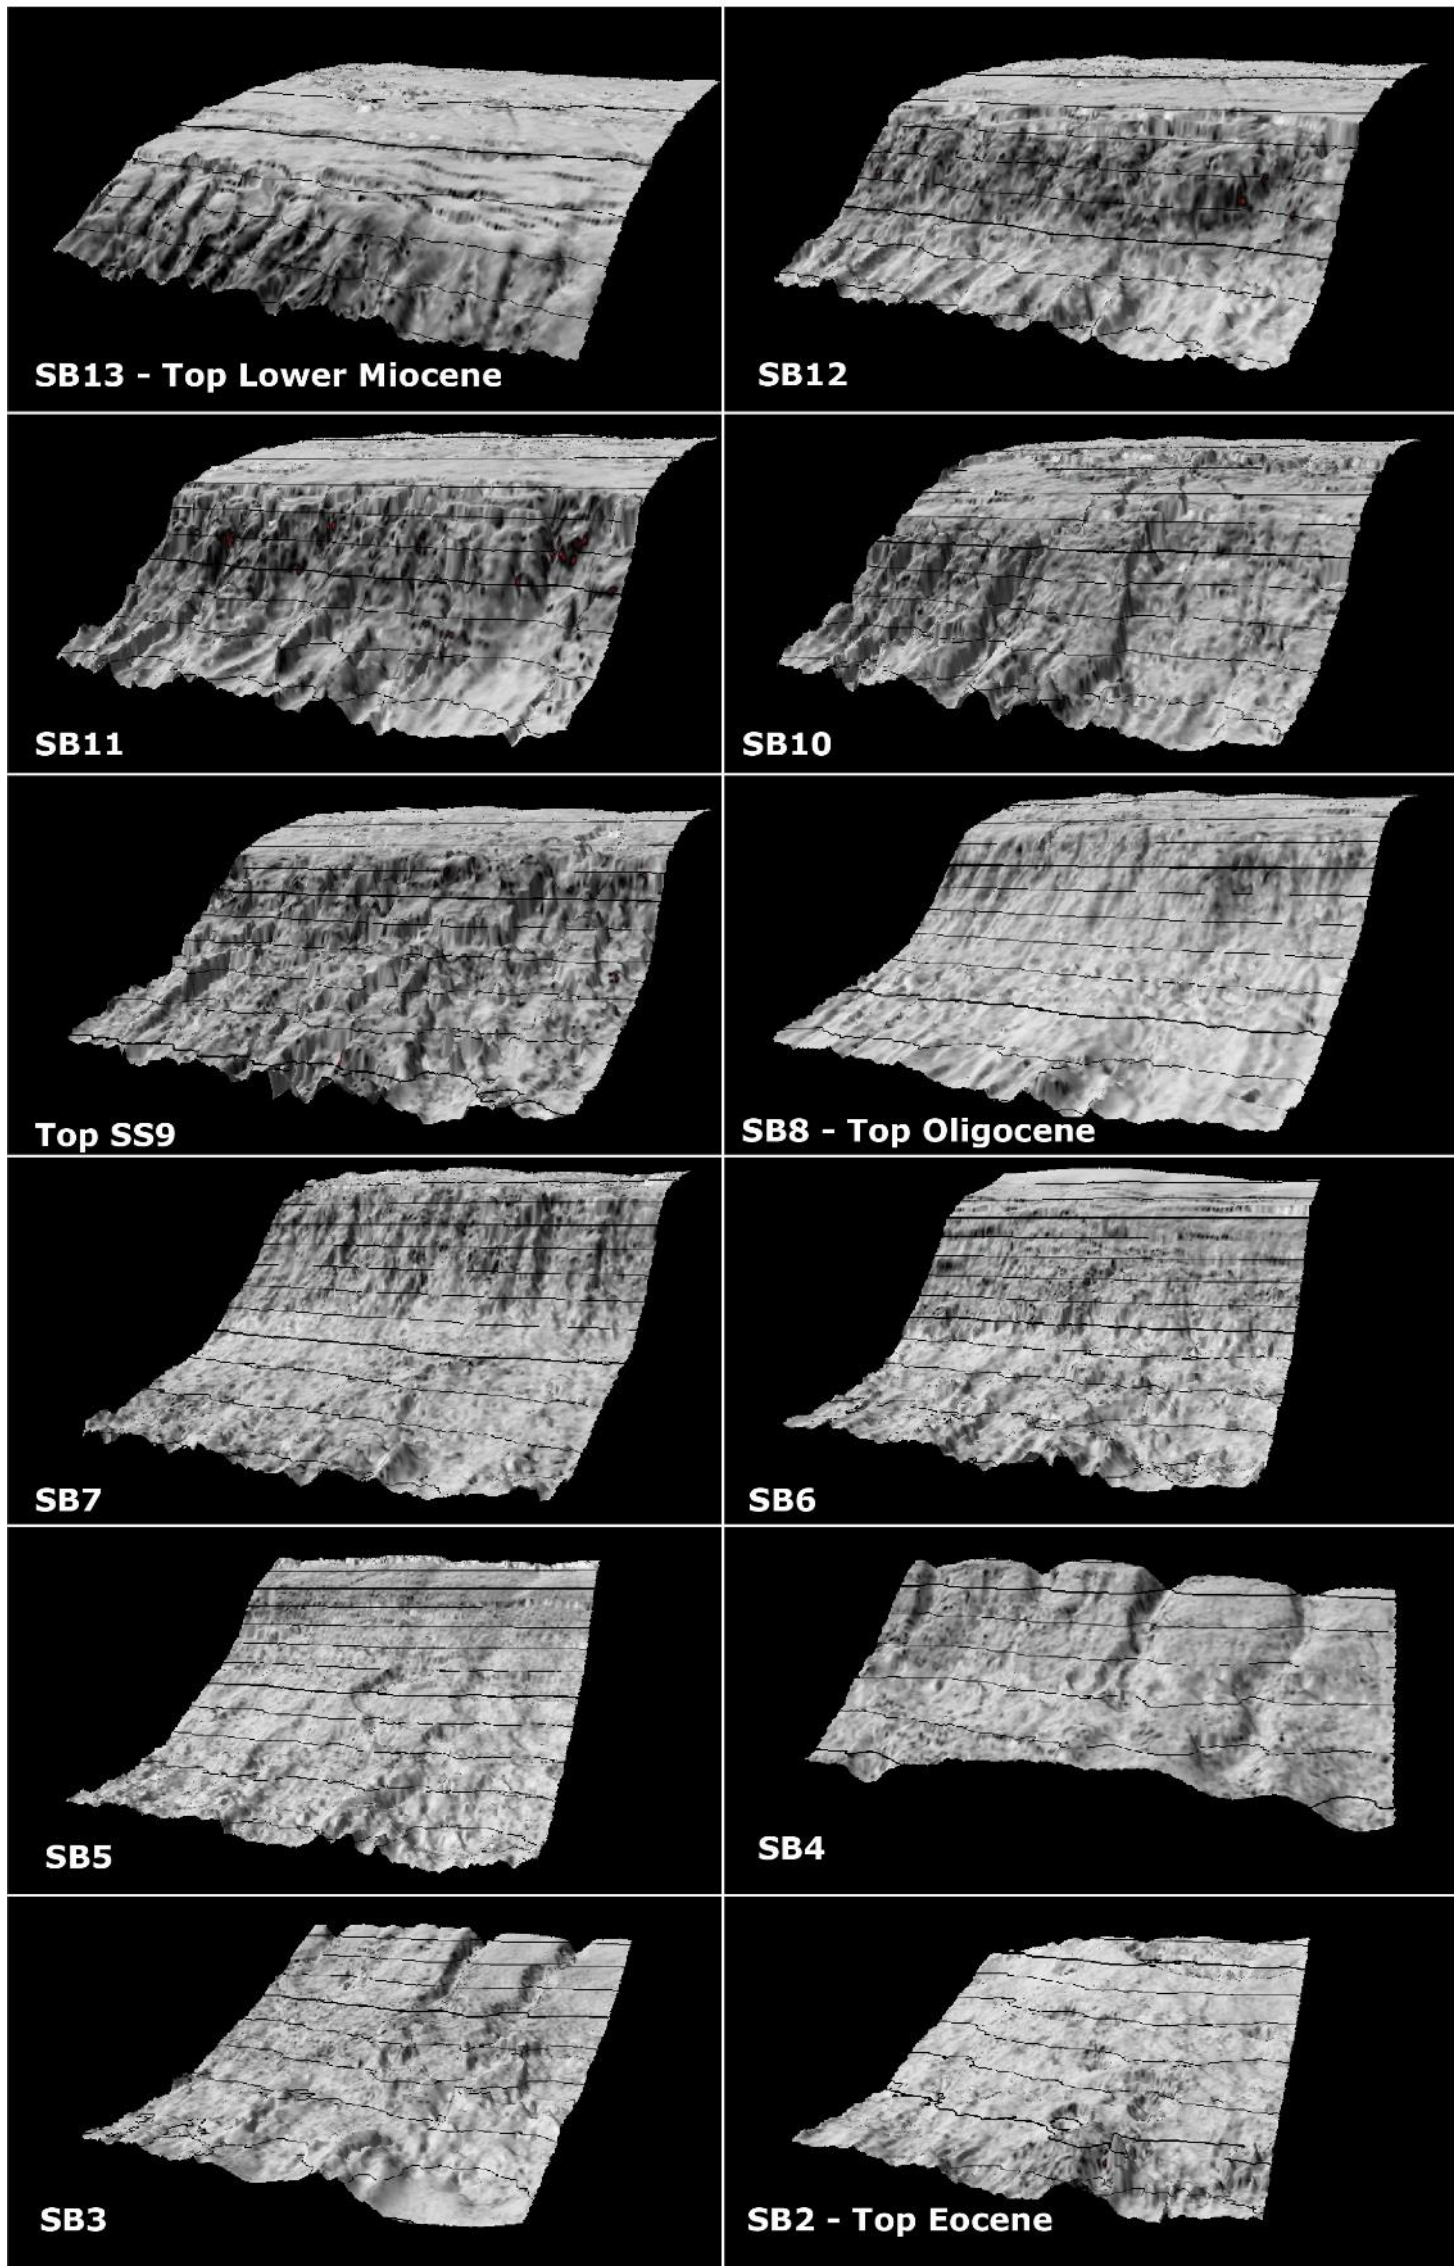 SB13 - Top Lower Miocene
SB12
SB11
SB10
Top SS9
SB8 - Top Oligocene
SB7
SB6
SB5
SB4
SB3
SB2 - Top Eocene